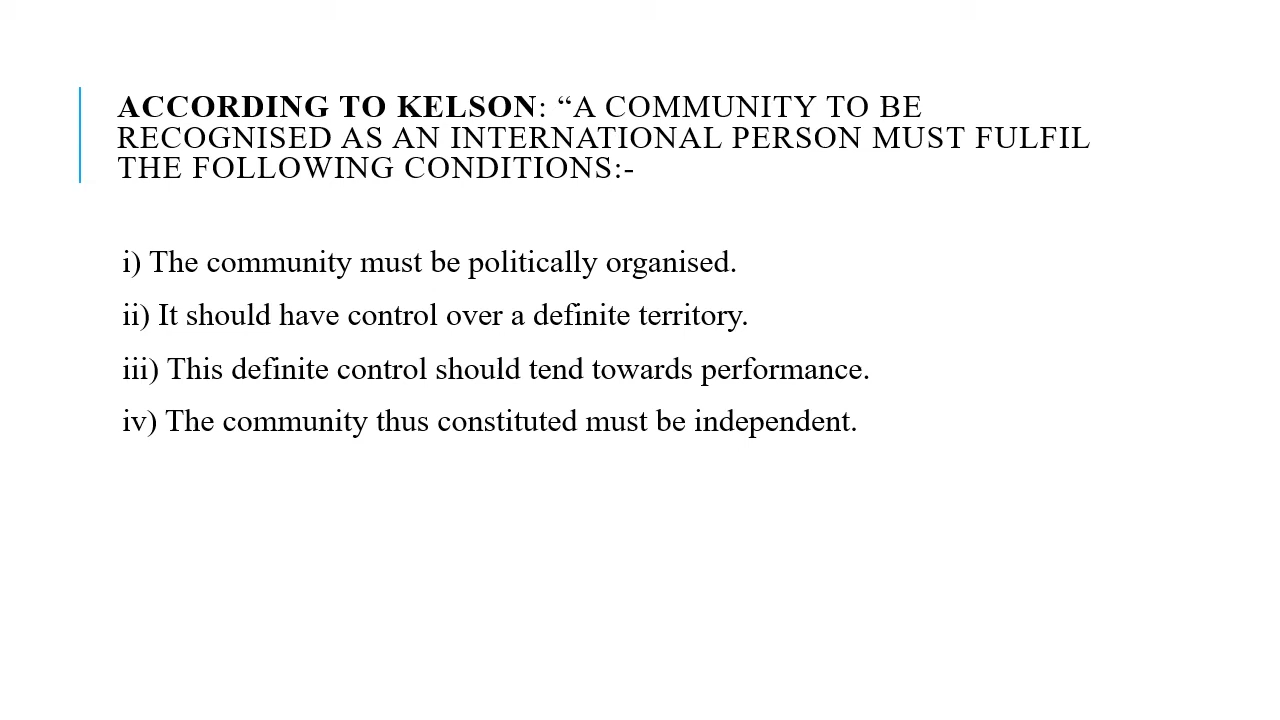 ACCORDING TO KELSON: “A COMMUNITY TO BE
RECOGNISED AS AN INTERNATIONAL PERSON MUST FULFIL
THE FOLLOWING CONDITIONS:-
i) The community must be politically organised.
ii) It should have control over a definite territory.
iii) This definite control should tend towards performance.
iv) The community thus constituted must be independent.